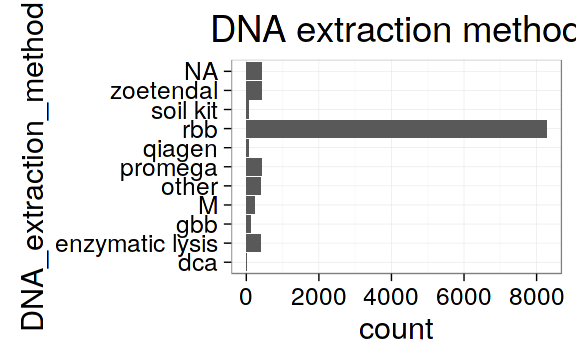 DNA extraction method
DNA_extraction_method
NA
zoetendal
soil kit
rbb
qiagen
promega
other
M
gbb
enzymatic lysis
dca
0 2000 4000 6000 8000
count